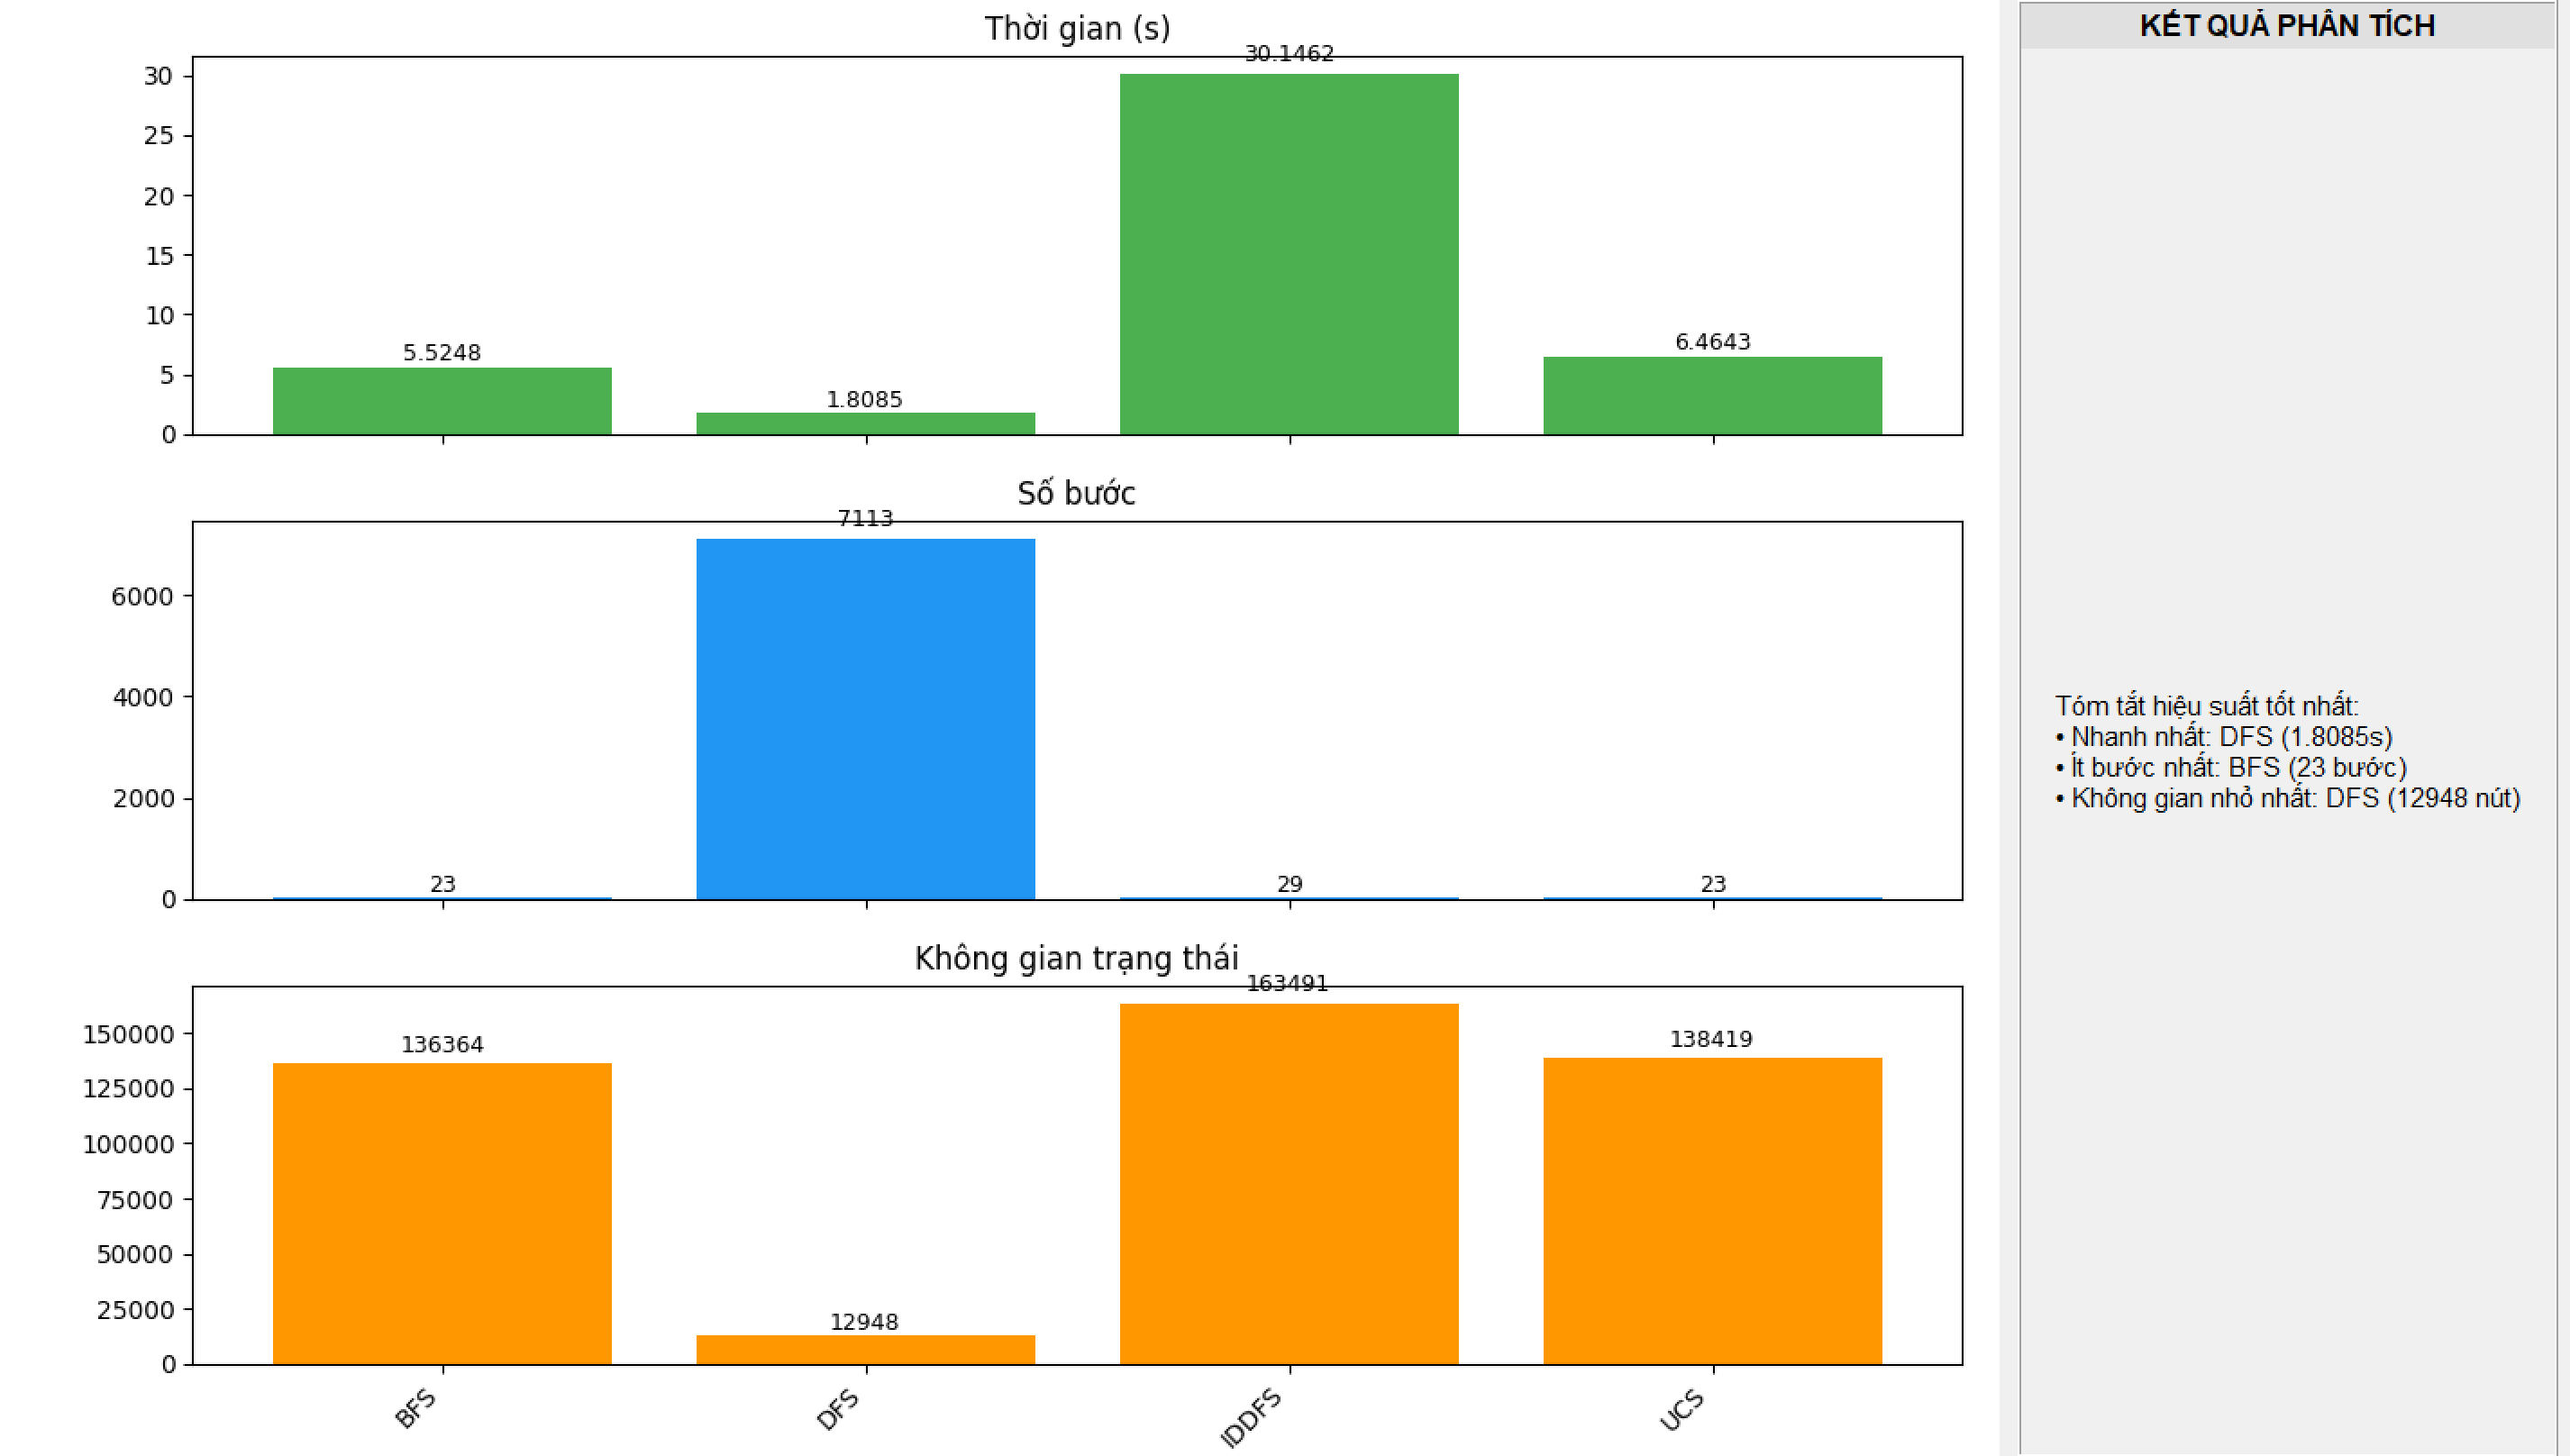 Thời gian (s)
30.1462
30
25
20
15
10
5
0
5.5248
1.8085
6.4643
Số bước
7113
6000
4000
2000
0
23
29
23
Không gian trạng thái
163491
150000
125000
100000
75000
50000
25000
0
136364
12948
138419
BFS
DFS
IDDFS
UCS
KẾT QUẢ PHÂN TÍCH
Tóm tắt hiệu suất tốt nhất:
• Nhanh nhất: DFS (1.8085s)
• Ít bước nhất: BFS (23 bước)
• Không gian nhỏ nhất: DFS (12948 nút)